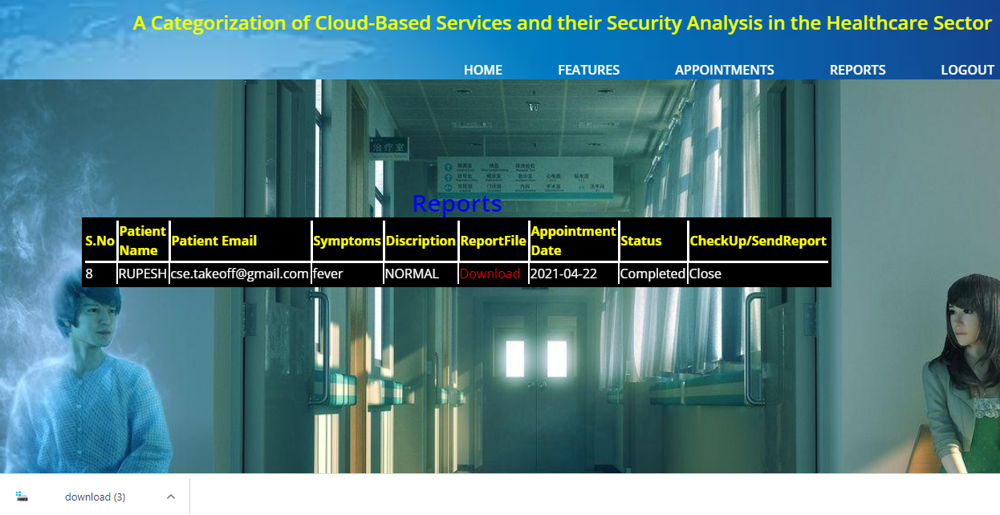 A Categorization of Cloud-Based Services and their Security Analysis in the Healthcare Sector
HOME FEATURES APPOINTMENTS REPORTS LOGOUT
治疗室
Reports
S.No Patient Name Patient Email Symptoms Discription ReportFile Appointment Date Status CheckUp/SendReport
8 RUPESH cse.takeoff@gmail.com fever NORMAL Download 2021-04-22 Completed Close
download (3)